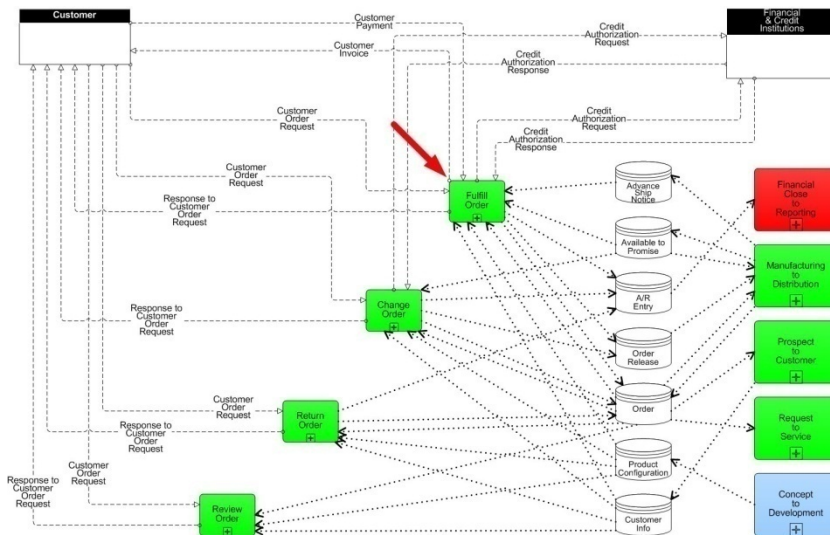 Customer
Customer
Payment
Customer
Invoice
Credit
Authorization
Request
Credit
Authorization
Response
Financial
& Credit
Institutions
Customer
Order
Request
Credit
Authorization
Request
Credit
Authorization
Response
Customer
Order
Request
Response to
Customer
Order
Request
Fulfill
Order
Advance
Ship
Notice
Financial
Close
to
Reporting
Available to
Promise
Manufacturing
to
Distribution
Response to
Customer
Order
Request
Change
Order
A/R
Entry
Order
Release
Prospect
to
Customer
Customer
Order
Request
Response to
Customer
Order
Request
Return
Order
Order
Request
to
Service
Customer
Order
Request
Response to
Customer
Order
Request
Product
Configuration
Review
Order
Customer
Info
Concept
to
Development